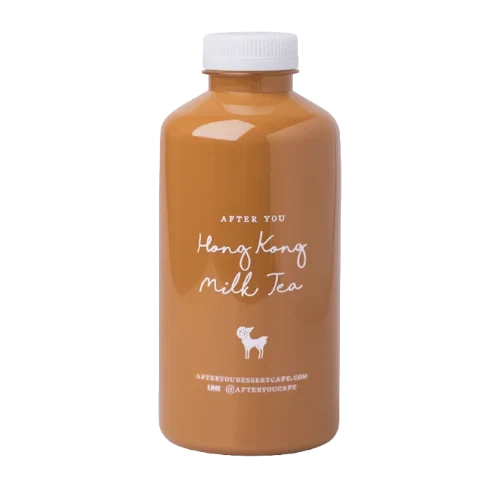 AFTER YOU
Hong Kong
Milk Tea
AFTERYOUDESSERTCAFE.COM
LINE @AFTERYOUCAFE